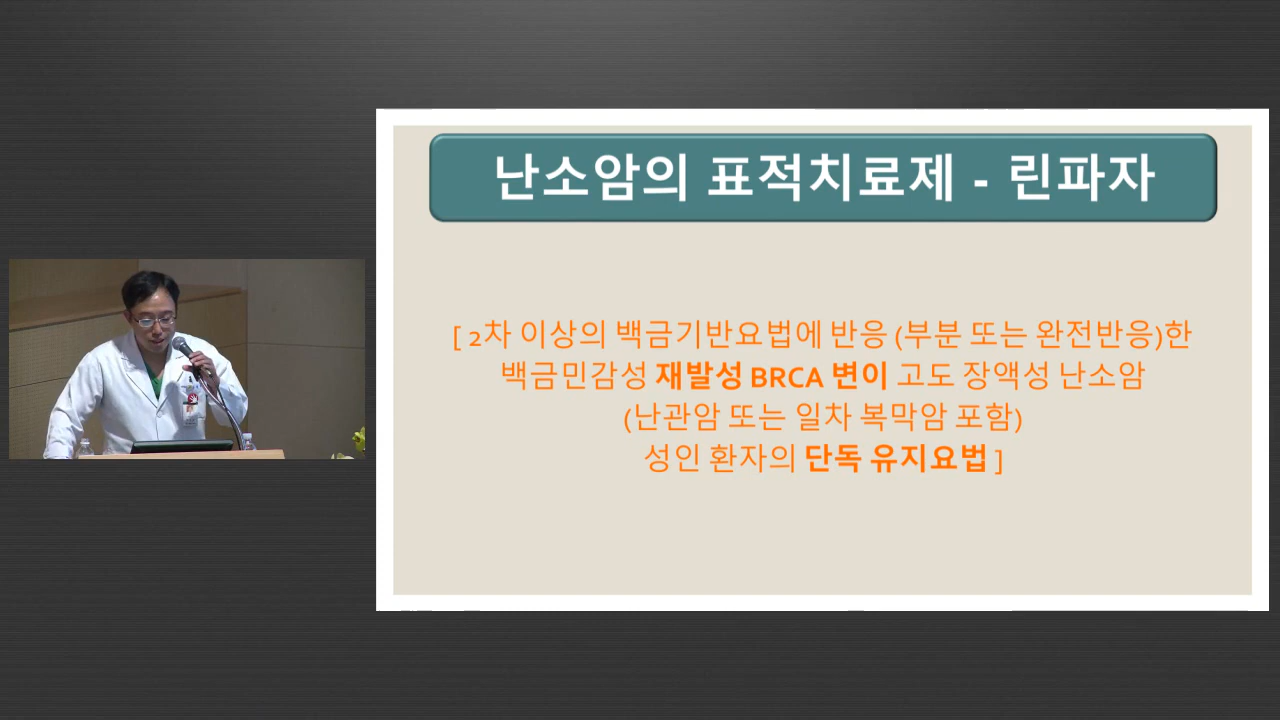 난소암의 표적치료제 - 린파자
[ 2차 이상의 백금기반요법에 반응 (부분 또는 완전반응)한
백금민감성 재발성 BRCA 변이 고도 장액성 난소암
(난관암 또는 일차 복막암 포함)
성인 환자의 단독 유지요법 ]